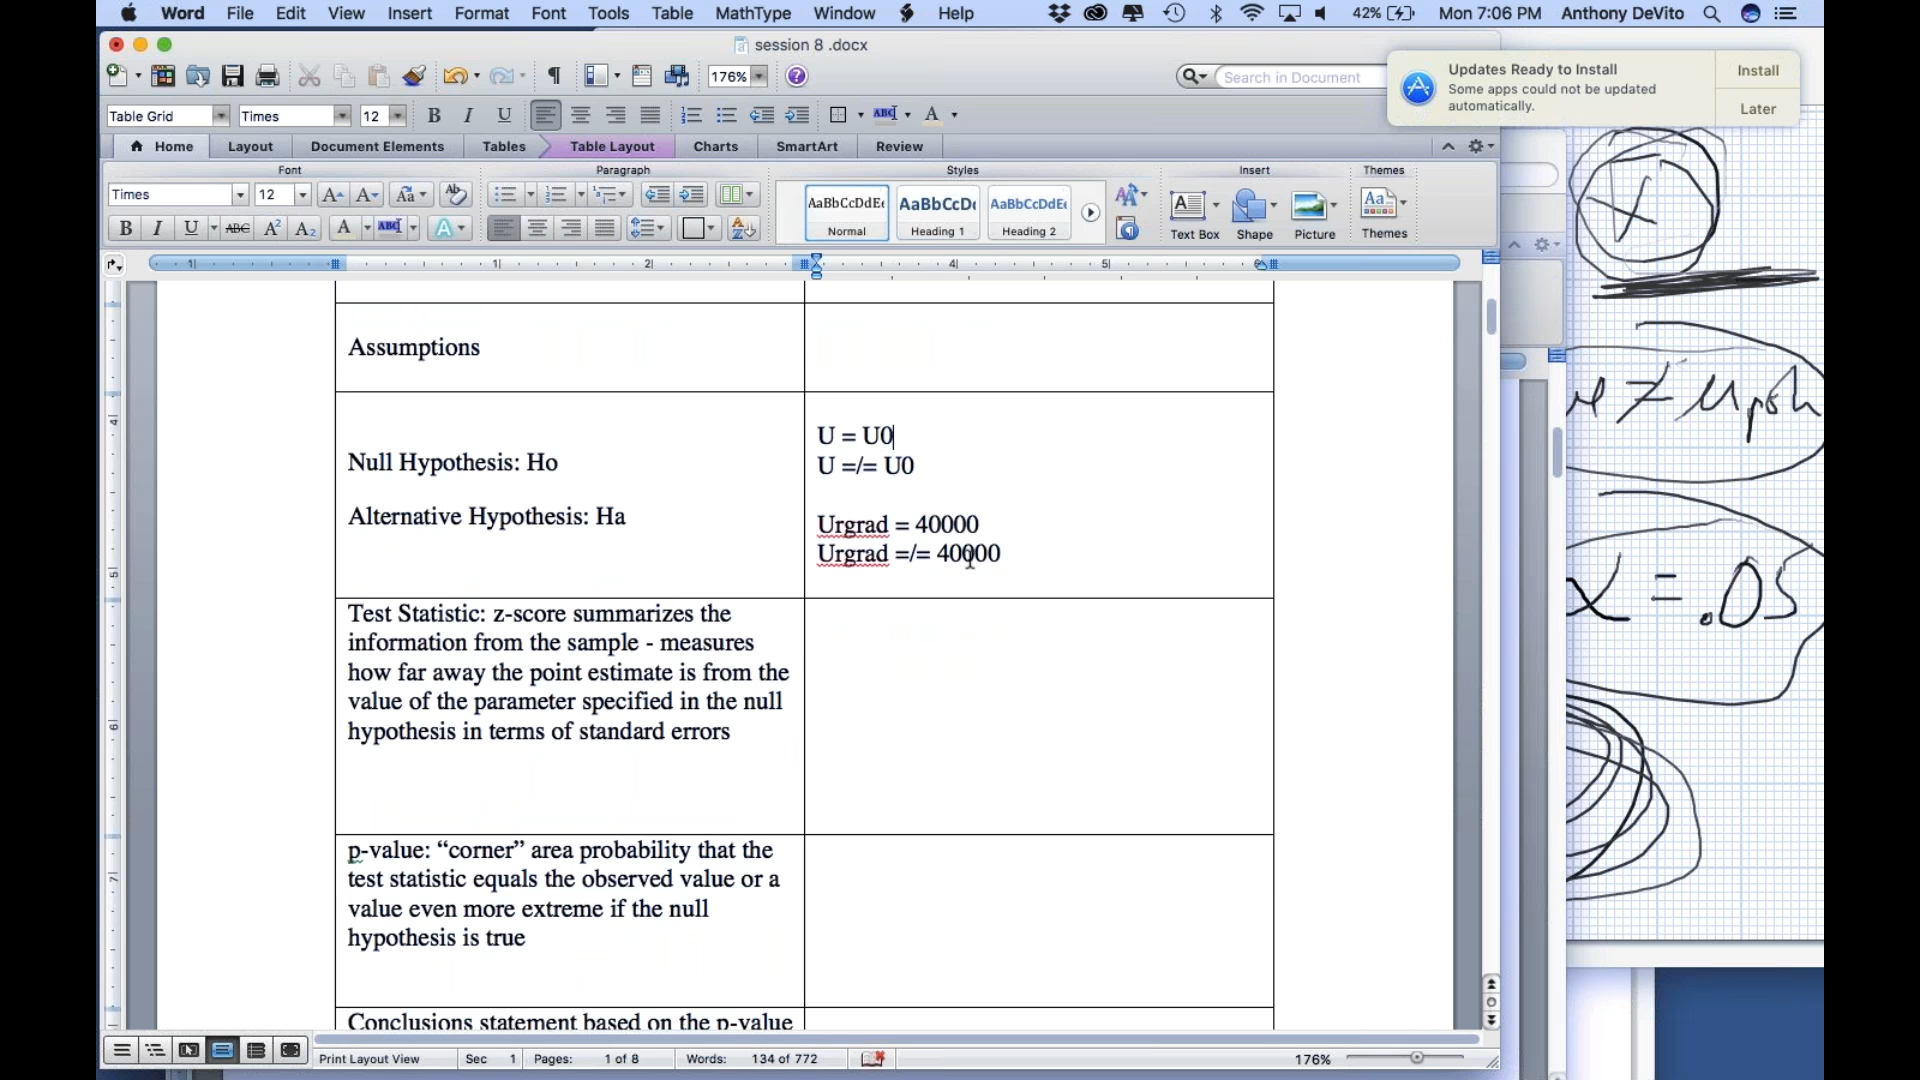 Word File Edit View Insert Format Font Tools Table MathType Window Help 42% Mon 7:06 PM Anthony DeVito
session 8 .docx
176% Search in Document
Updates Ready to Install
Some apps could not be updated
automatically.
Install
Later
Table Grid Times 12 B I U ABC A
Home Layout Document Elements Tables Table Layout Charts SmartArt Review
Font Paragraph Styles Insert Themes
Times 12 A A Aa Ab
AaBbCcDdEe AaBbCcDc AaBbCcDdEe
B I U ABC A² A₂ A ABC A
Normal Heading 1 Heading 2
Text Box Shape Picture Themes
Assumptions
Null Hypothesis: Ho
Alternative Hypothesis: Ha
U = U0
U =/= U0
Urgrad = 40000
Urgrad =/= 40000
Test Statistic: z-score summarizes the
information from the sample - measures
how far away the point estimate is from the
value of the parameter specified in the null
hypothesis in terms of standard errors
p-value: “corner” area probability that the
test statistic equals the observed value or a
value even more extreme if the null
hypothesis is true
Conclusions statement based on the p-value
≠ μpsh
α = .05
Print Layout View Sec 1 Pages: 1 of 8 Words: 134 of 772 176%